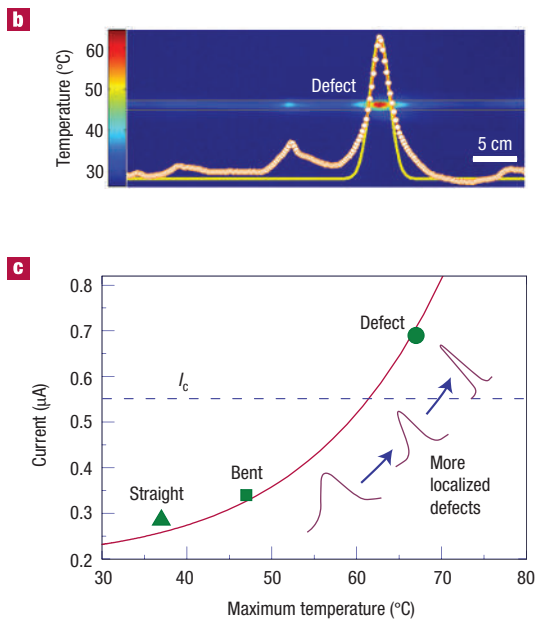 b
Temperature (°C)
60
50
40
30
Defect
5 cm
c
Current (μA)
0.8
0.7
0.6
0.5
0.4
0.3
0.2
Defect
Ic
Bent
Straight
More
localized
defects
30 40 50 60 70 80
Maximum temperature (°C)